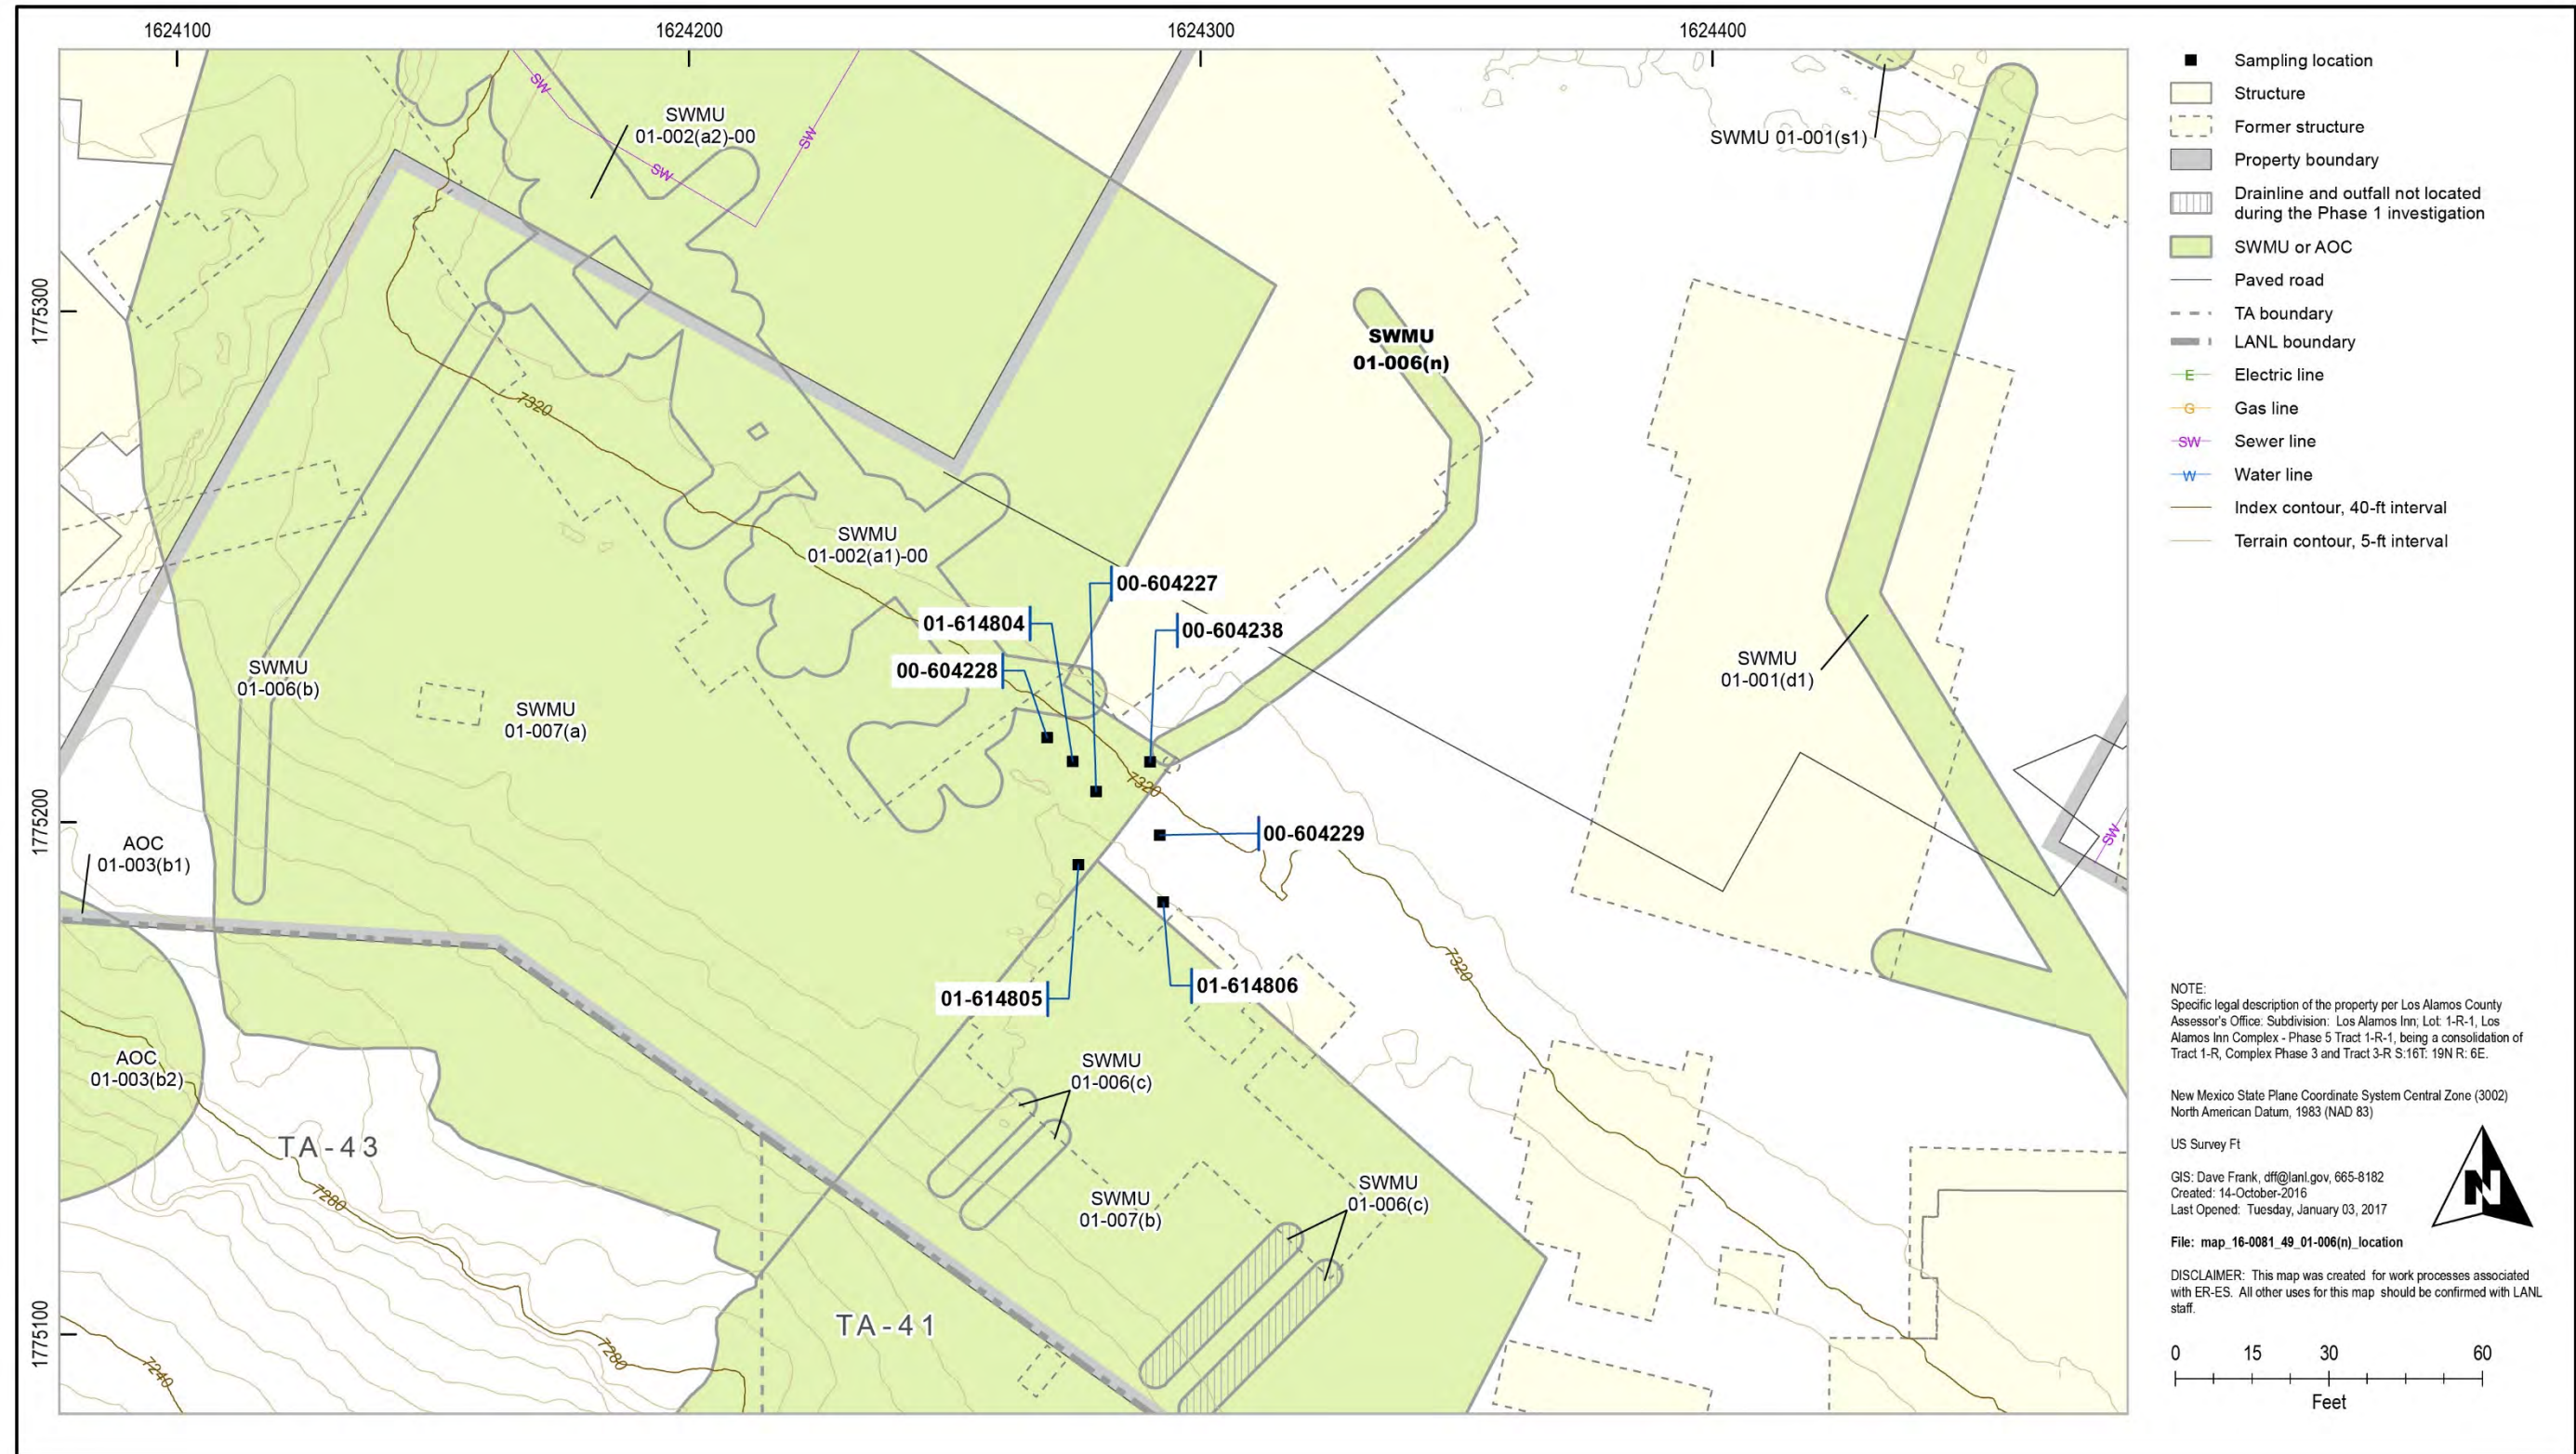 1624100
1624200
1624300
1624400
1775300
1775200
1775100
SW
SW
SW
SWMU
01-002(a2)-00
SWMU 01-001(s1)
SWMU
01-006(n)
7320
SWMU
01-002(a1)-00
00-604227
01-614804
00-604238
00-604228
SWMU
01-006(b)
SWMU
01-007(a)
SWMU
01-001(d1)
7320
00-604229
SW
AOC
01-003(b1)
7320
01-614805
01-614806
AOC
01-003(b2)
SWMU
01-006(c)
TA-43
7280
SWMU
01-007(b)
SWMU
01-006(c)
TA-41
7280
7240
Sampling location
Structure
Former structure
Property boundary
Drainline and outfall not located
during the Phase 1 investigation
SWMU or AOC
Paved road
TA boundary
LANL boundary
E Electric line
G Gas line
SW Sewer line
W Water line
Index contour, 40-ft interval
Terrain contour, 5-ft interval
NOTE:
Specific legal description of the property per Los Alamos County
Assessor's Office: Subdivision: Los Alamos Inn; Lot: 1-R-1, Los
Alamos Inn Complex - Phase 5 Tract 1-R-1, being a consolidation of
Tract 1-R, Complex Phase 3 and Tract 3-R S:16T: 19N R: 6E.
New Mexico State Plane Coordinate System Central Zone (3002)
North American Datum, 1983 (NAD 83)
US Survey Ft
GIS: Dave Frank, dff@lanl.gov, 665-8182
Created: 14-October-2016
Last Opened: Tuesday, January 03, 2017
N
File: map_16-0081_49_01-006(n)_location
DISCLAIMER: This map was created for work processes associated
with ER-ES. All other uses for this map should be confirmed with LANL
staff.
0 15 30 60
Feet